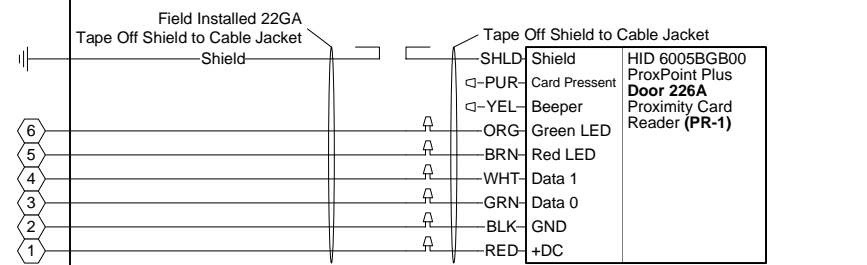 Field Installed 22GA
Tape Off Shield to Cable Jacket
Tape Off Shield to Cable Jacket
Shield
SHLD Shield
HID 6005BGB00
PUR Card Pressent
ProxPoint Plus
Door 226A
YEL Beeper
Proximity Card
Reader (PR-1)
6 ORG Green LED
5 BRN Red LED
4 WHT Data 1
3 GRN Data 0
2 BLK GND
1 RED +DC